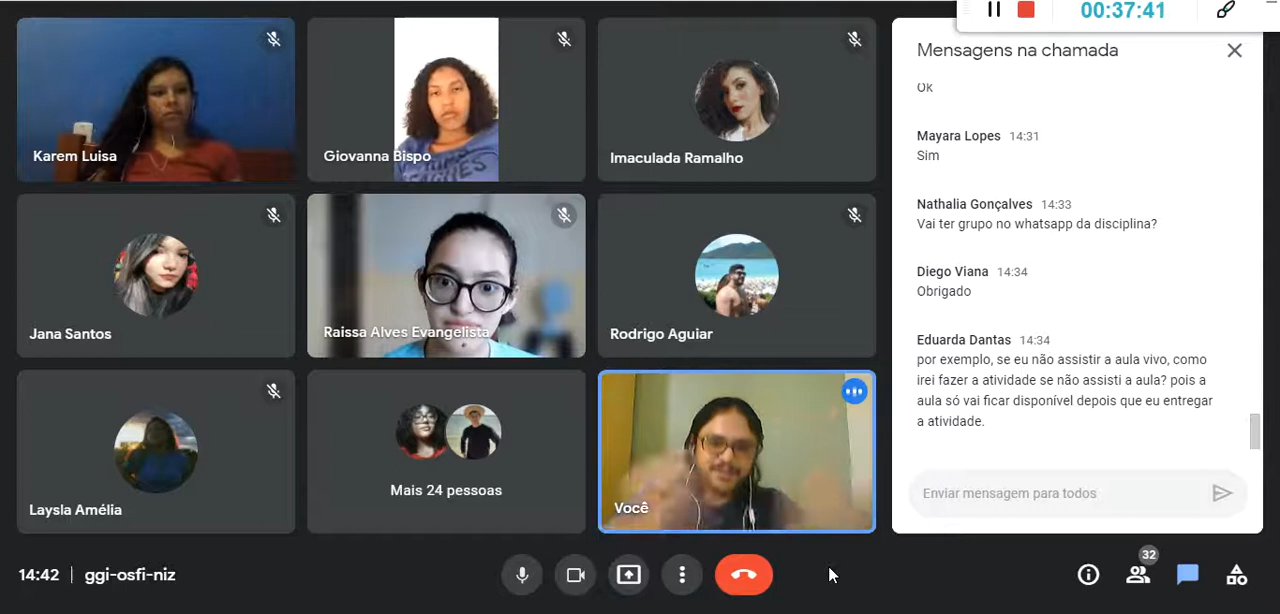 00:37:41
Mensagens na chamada
Ok
Mayara Lopes 14:31
Sim
Nathalia Gonçalves 14:33
Vai ter grupo no whatsapp da disciplina?
Diego Viana 14:34
Obrigado
Eduarda Dantas 14:34
por exemplo, se eu não assistir a aula vivo, como
irei fazer a atividade se não assisti a aula? pois a
aula só vai ficar disponível depois que eu entregar
a atividade.
Enviar mensagem para todos
Karem Luisa
Giovanna Bispo
Imaculada Ramalho
Jana Santos
Raissa Alves Evangelista
Rodrigo Aguiar
Laysla Amélia
Mais 24 pessoas
Você
14:42 | ggi-osfi-niz
32